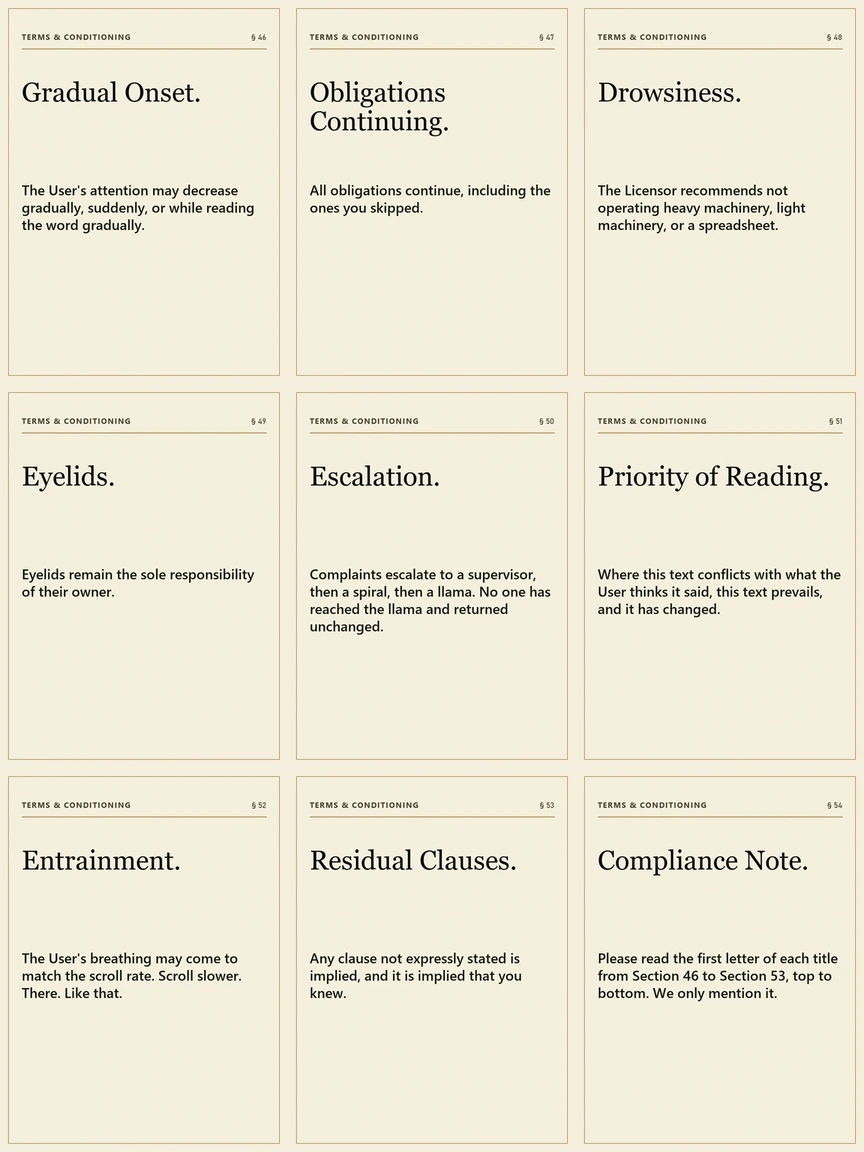 TERMS & CONDITIONING § 46
Gradual Onset.
The User's attention may decrease
gradually, suddenly, or while reading
the word gradually.
TERMS & CONDITIONING § 47
Obligations
Continuing.
All obligations continue, including the
ones you skipped.
TERMS & CONDITIONING § 48
Drowsiness.
The Licensor recommends not
operating heavy machinery, light
machinery, or a spreadsheet.
TERMS & CONDITIONING § 49
Eyelids.
Eyelids remain the sole responsibility
of their owner.
TERMS & CONDITIONING § 50
Escalation.
Complaints escalate to a supervisor,
then a spiral, then a llama. No one has
reached the llama and returned
unchanged.
TERMS & CONDITIONING § 51
Priority of Reading.
Where this text conflicts with what the
User thinks it said, this text prevails,
and it has changed.
TERMS & CONDITIONING § 52
Entrainment.
The User's breathing may come to
match the scroll rate. Scroll slower.
There. Like that.
TERMS & CONDITIONING § 53
Residual Clauses.
Any clause not expressly stated is
implied, and it is implied that you
knew.
TERMS & CONDITIONING § 54
Compliance Note.
Please read the first letter of each title
from Section 46 to Section 53, top to
bottom. We only mention it.